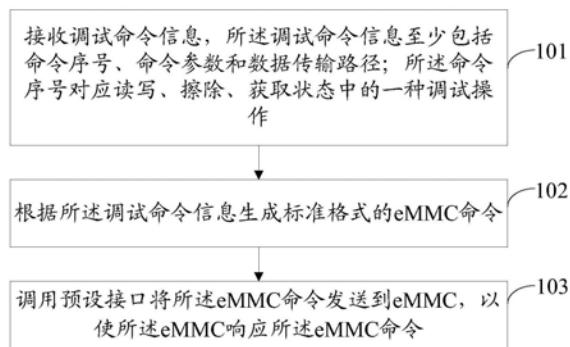 接收调试命令信息，所述调试命令信息至少包括
命令序号、命令参数和数据传输路径；所述命令
序号对应读写、擦除、获取状态中的一种调试操
作
101
根据所述调试命令信息生成标准格式的eMMC命令
102
调用预设接口将所述eMMC命令发送到eMMC，以
使所述eMMC响应所述eMMC命令
103